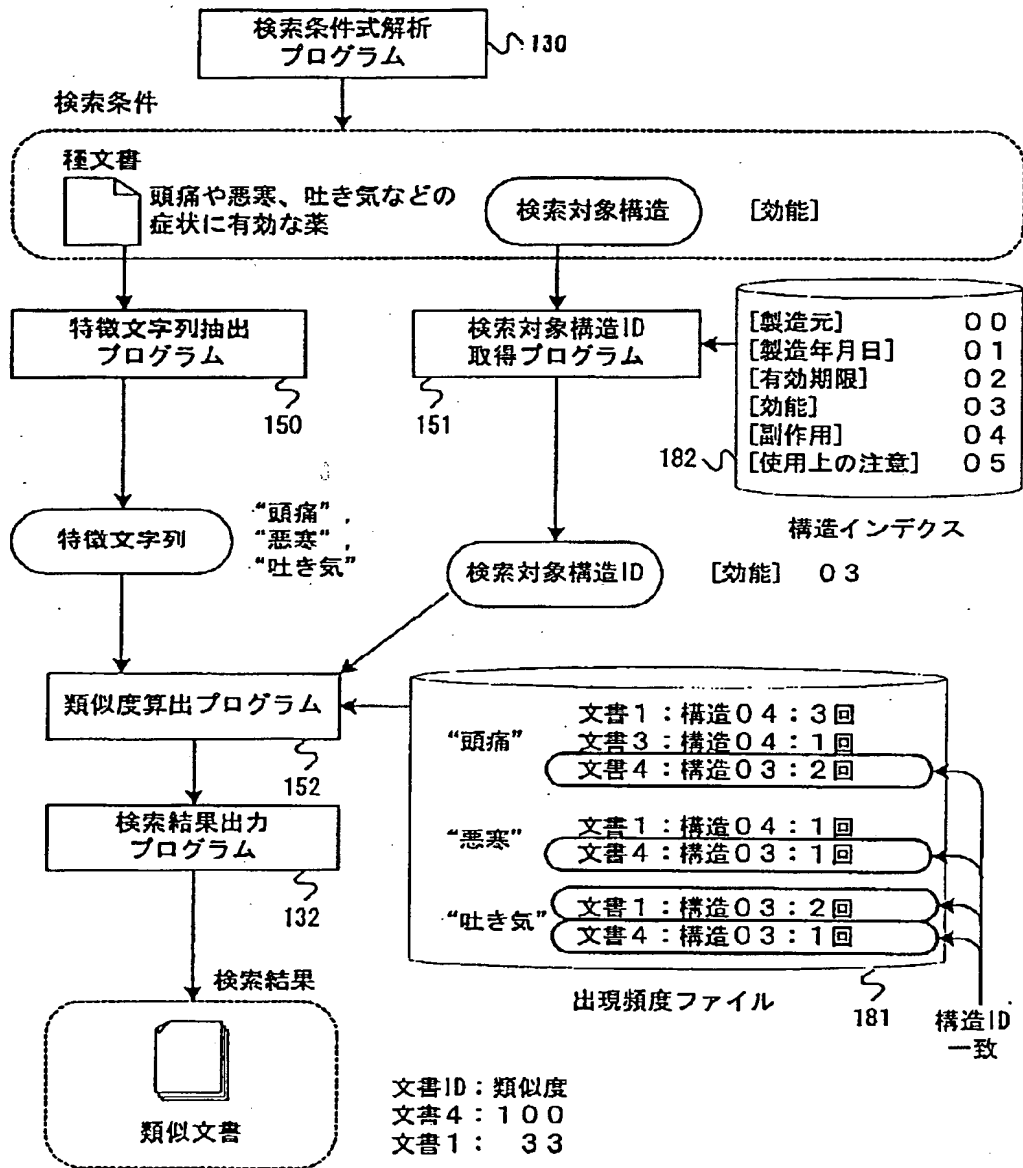 検索条件式解析
プログラム
130
検索条件
種文書
頭痛や悪寒、吐き気などの
症状に有効な薬
検索対象構造
[効能]
特徴文字列抽出
プログラム
150
検索対象構造ID
取得プログラム
151
[製造元] 00
[製造年月日] 01
[有効期限] 02
[効能] 03
[副作用] 04
[使用上の注意] 05
182
構造インデクス
特徴文字列
“頭痛”,
“悪寒”,
“吐き気”
検索対象構造ID
[効能] 03
類似度算出プログラム
152
“頭痛”
文書1:構造04:3回
文書3:構造04:1回
文書4:構造03:2回
“悪寒”
文書1:構造04:1回
文書4:構造03:1回
“吐き気”
文書1:構造03:2回
文書4:構造03:1回
出現頻度ファイル
181
構造ID
一致
検索結果出力
プログラム
132
検索結果
類似文書
文書ID:類似度
文書4:100
文書1: 33